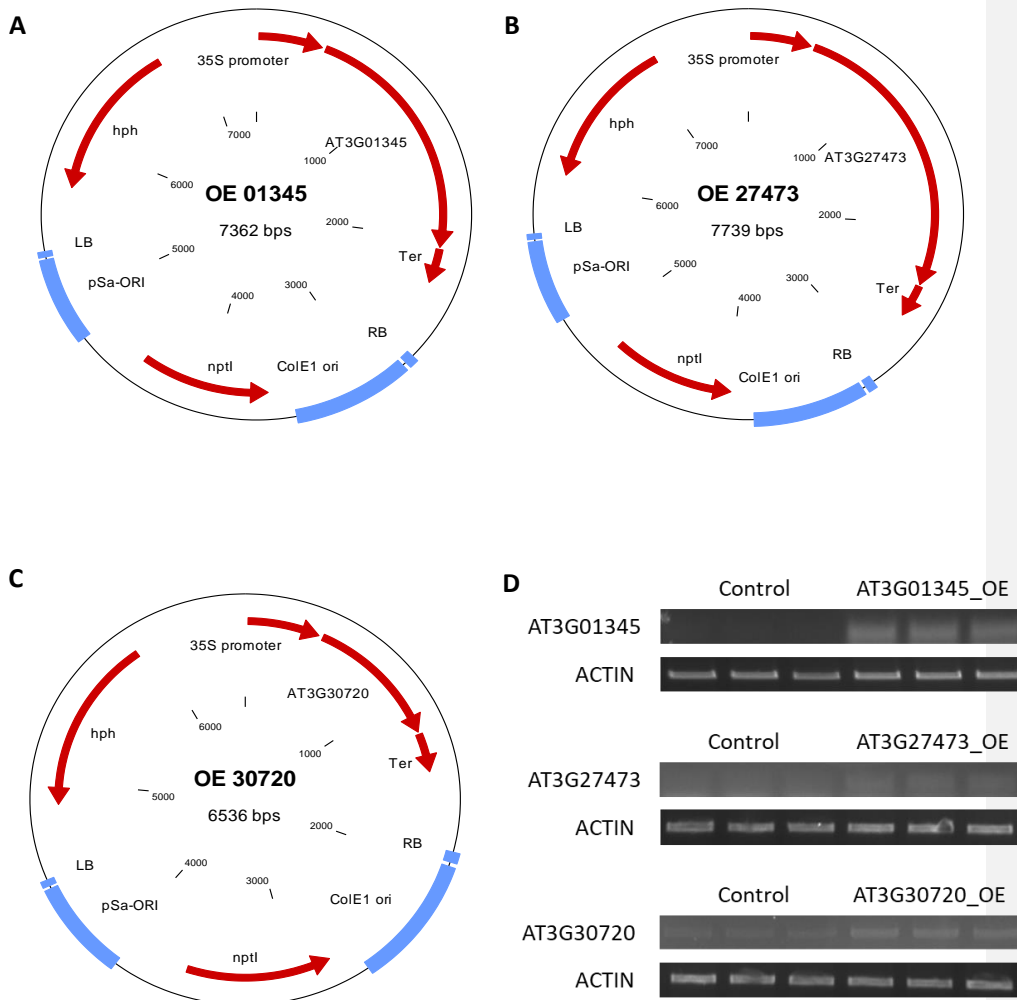 A
35S promoter
hph
7000
1000
AT3G01345
6000
OE 01345
7362 bps
2000
LB
5000
Ter
pSa-ORI
3000
4000
RB
nptI
ColE1 ori
B
35S promoter
hph
7000
1000
AT3G27473
6000
OE 27473
7739 bps
2000
LB
pSa-ORI
5000
3000
Ter
4000
RB
nptI
ColE1 ori
C
35S promoter
AT3G30720
6000
hph
1000
Ter
OE 30720
5000
6536 bps
2000
RB
LB
4000
3000
pSa-ORI
ColE1 ori
nptI
D
Control AT3G01345_OE
AT3G01345
ACTIN
Control AT3G27473_OE
AT3G27473
ACTIN
Control AT3G30720_OE
AT3G30720
ACTIN